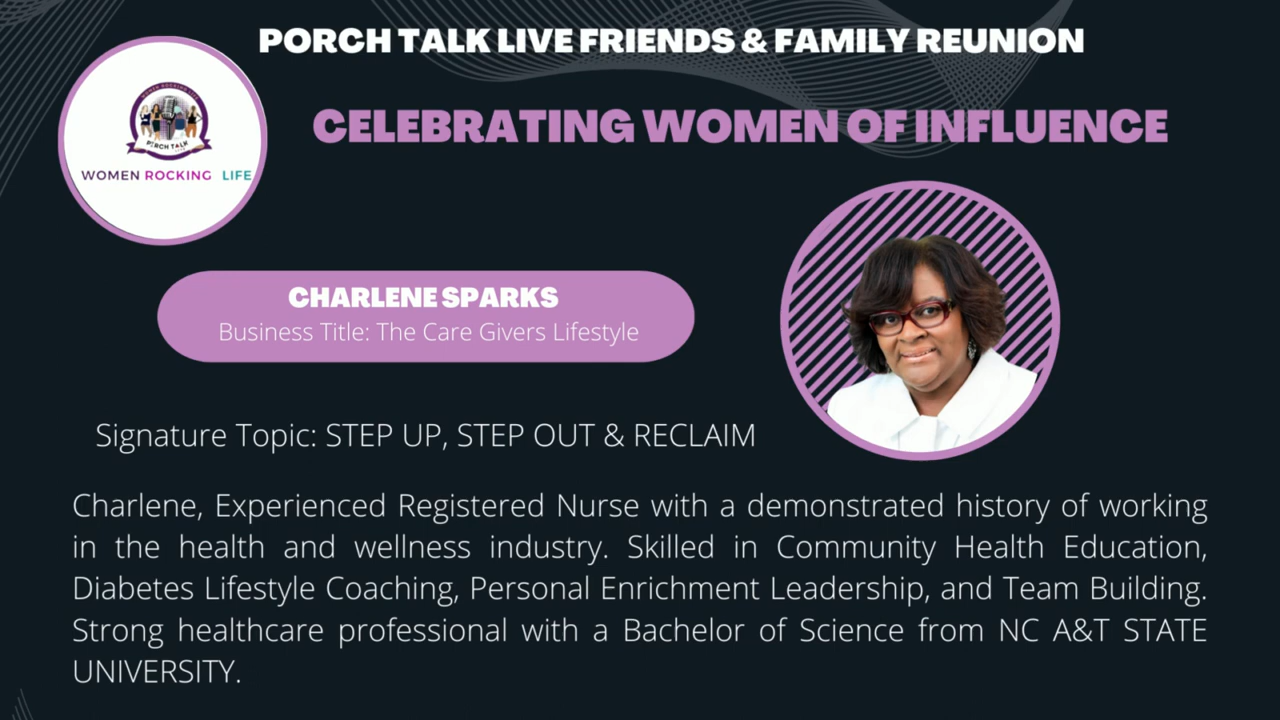 PORCH TALK LIVE FRIENDS & FAMILY REUNION
CELEBRATING WOMEN OF INFLUENCE
WOMEN ROCKING LIFE
PORCH TALK
WOMEN ROCKING LIFE
CHARLENE SPARKS
Business Title: The Care Givers Lifestyle
Signature Topic: STEP UP, STEP OUT & RECLAIM
Charlene, Experienced Registered Nurse with a demonstrated history of working
in the health and wellness industry. Skilled in Community Health Education,
Diabetes Lifestyle Coaching, Personal Enrichment Leadership, and Team Building.
Strong healthcare professional with a Bachelor of Science from NC A&T STATE
UNIVERSITY.